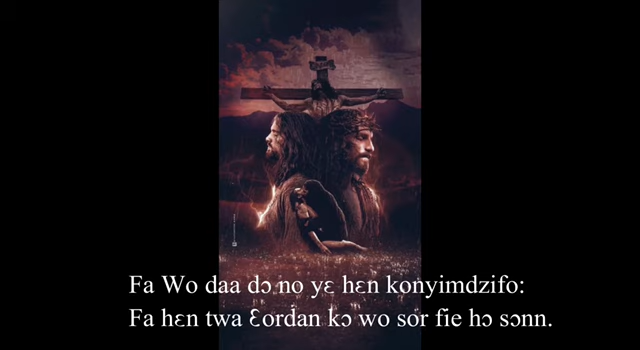 Fa Wo daa dɔ no yɛ hɛn konyimdzifo:
Fa hɛn twa Ɛordan kɔ wo sor fie hɔ sɔnn.